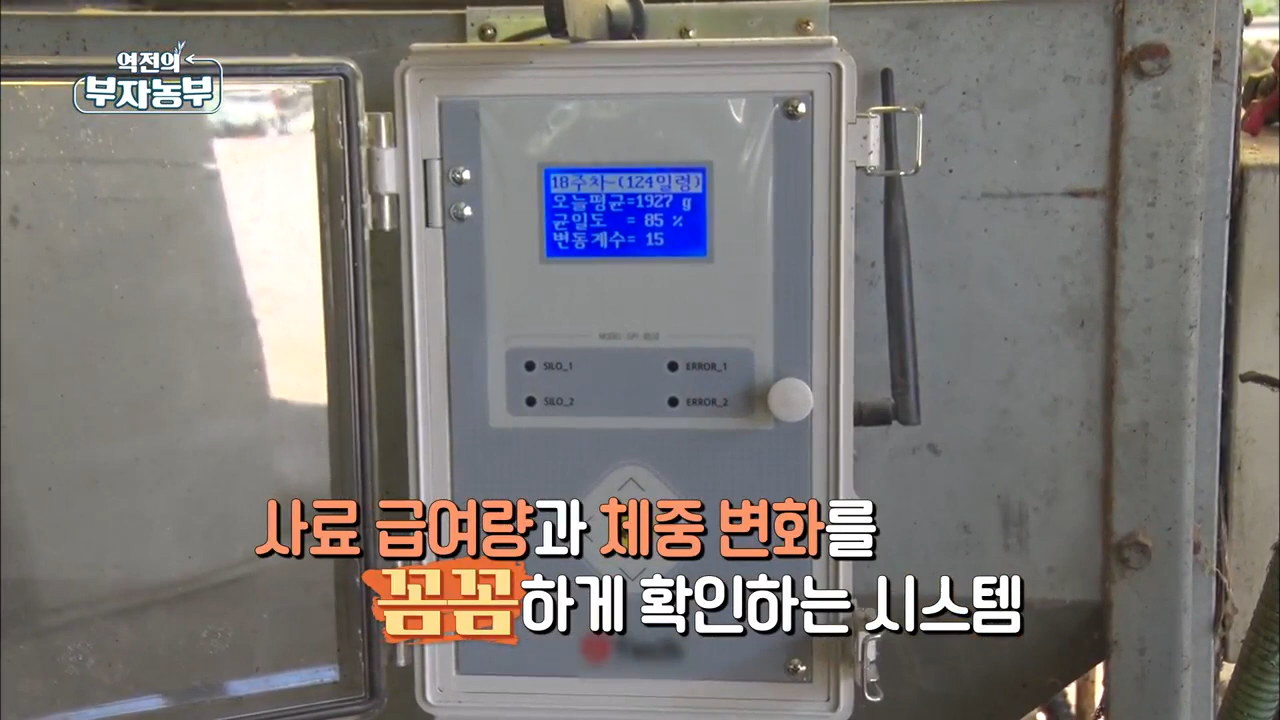 역전의
부자농부
18주차-(124일령)
오늘평균=1927 g
균일도 = 85 %
변동계수= 15
SILO_1
ERROR_1
SILO_2
ERROR_2
사료 급여량과 체중 변화를
꼼꼼하게 확인하는 시스템